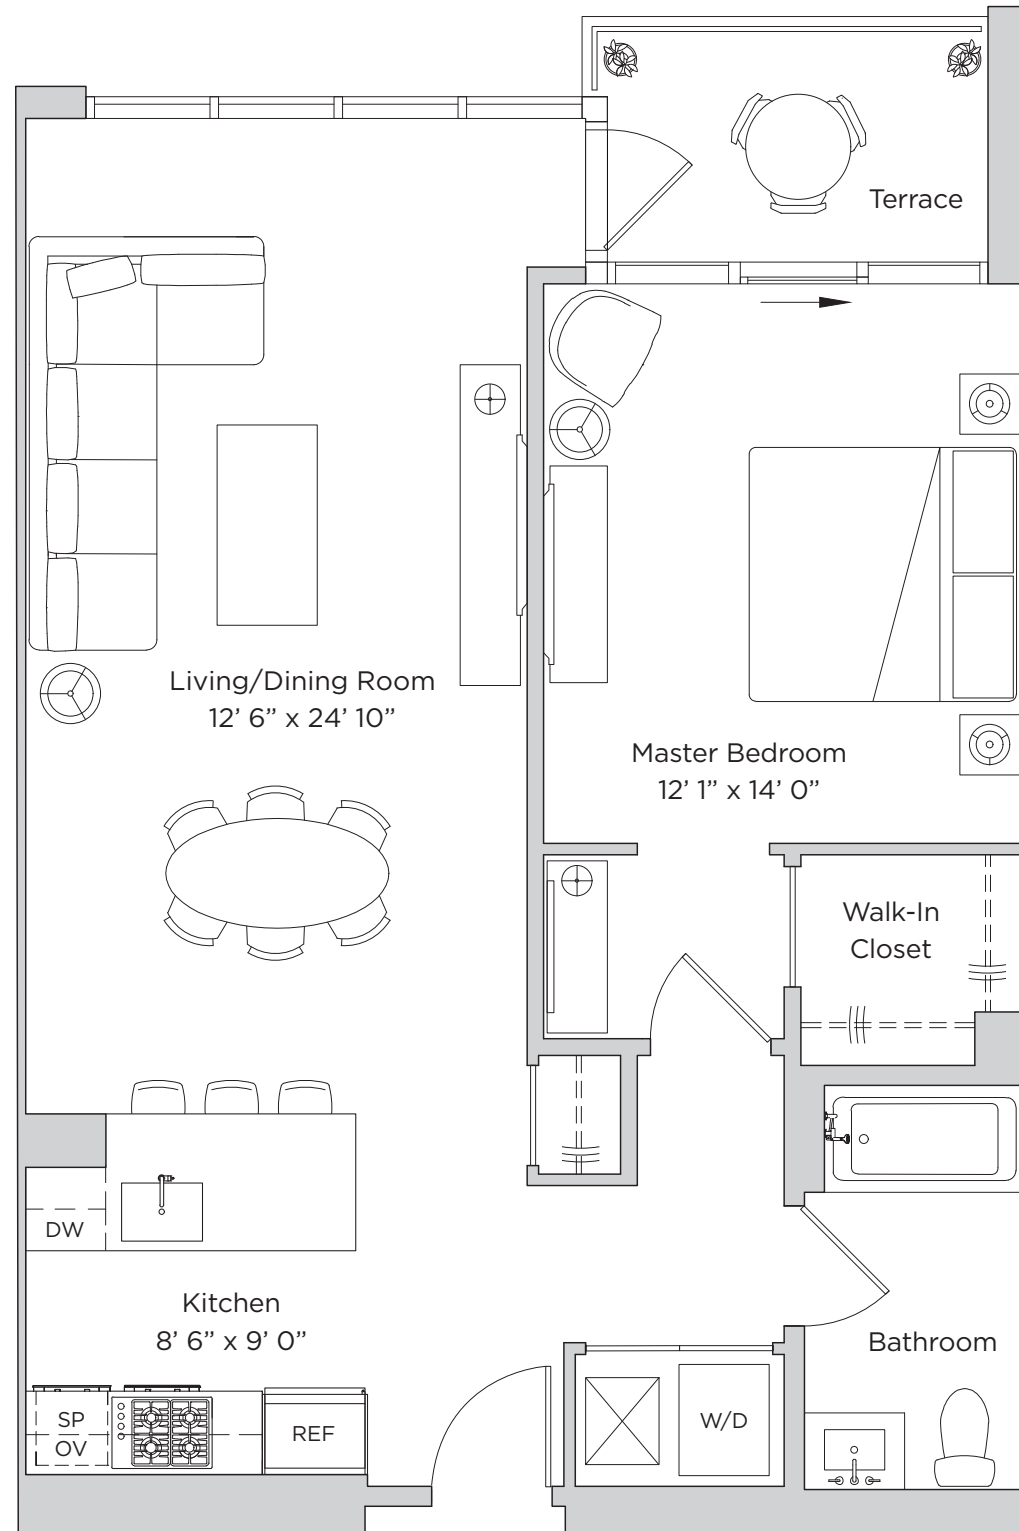 Terrace
Living/Dining Room
12’ 6” x 24’ 10”
Master Bedroom
12’ 1” x 14’ 0”
Walk-In
Closet
DW
Kitchen
8’ 6” x 9’ 0”
Bathroom
SP
OV
REF
W/D